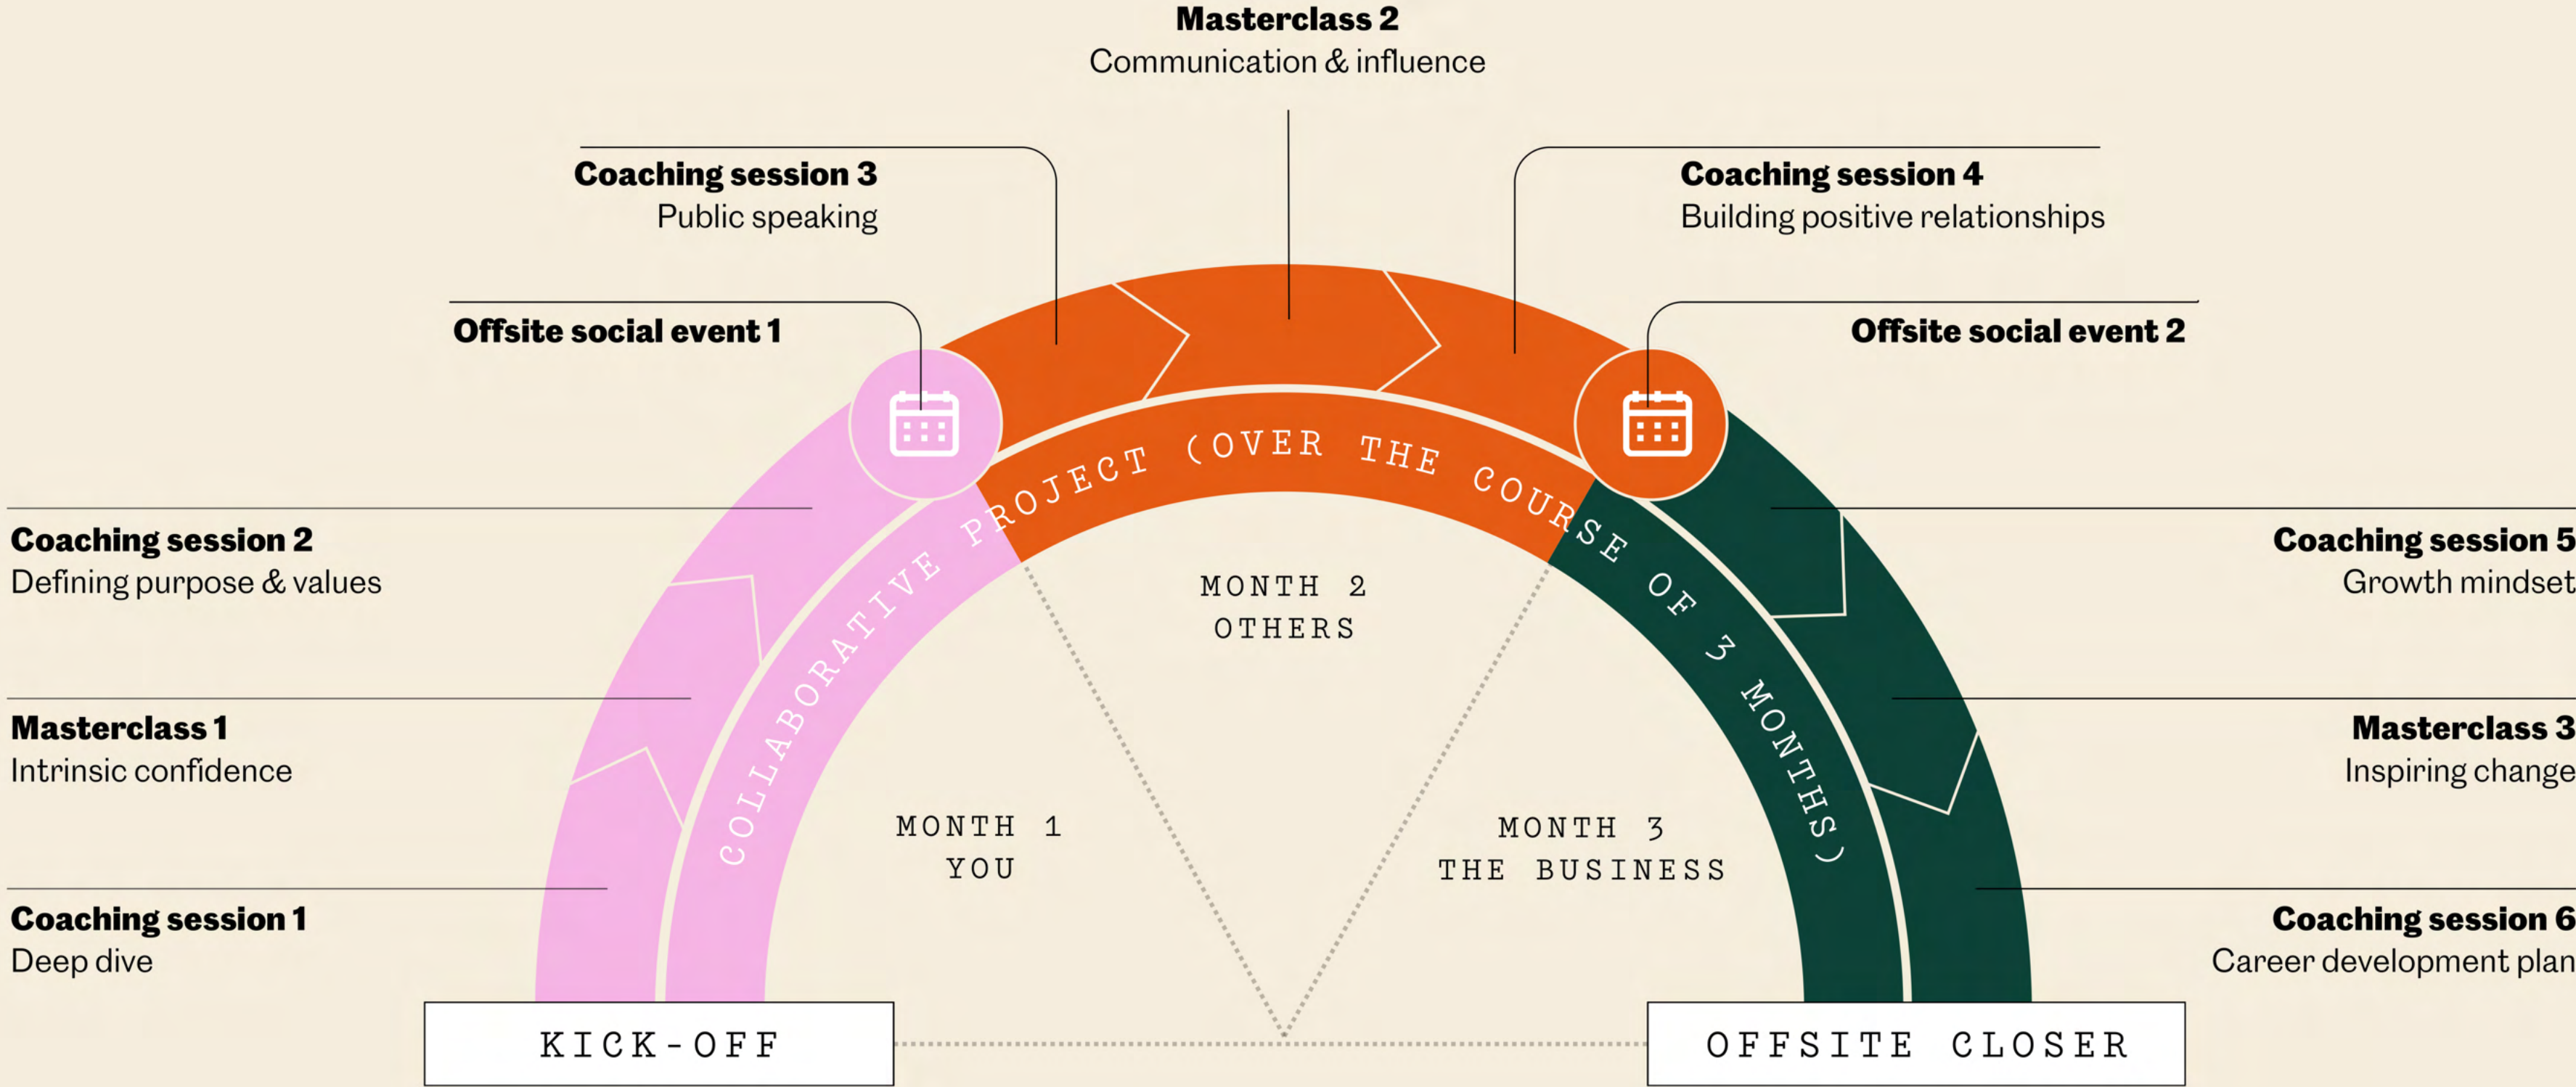 Masterclass 2
Communication & influence
Coaching session 3
Public speaking
Coaching session 4
Building positive relationships
Offsite social event 1
Offsite social event 2
COLLABORATIVE PROJECT (OVER THE COURSE OF 3 MONTHS)
Coaching session 2
Defining purpose & values
Coaching session 5
Growth mindset
MONTH 2
OTHERS
Masterclass 1
Intrinsic confidence
Masterclass 3
Inspiring change
MONTH 1
YOU
MONTH 3
THE BUSINESS
Coaching session 1
Deep dive
Coaching session 6
Career development plan
KICK-OFF
OFFSITE CLOSER